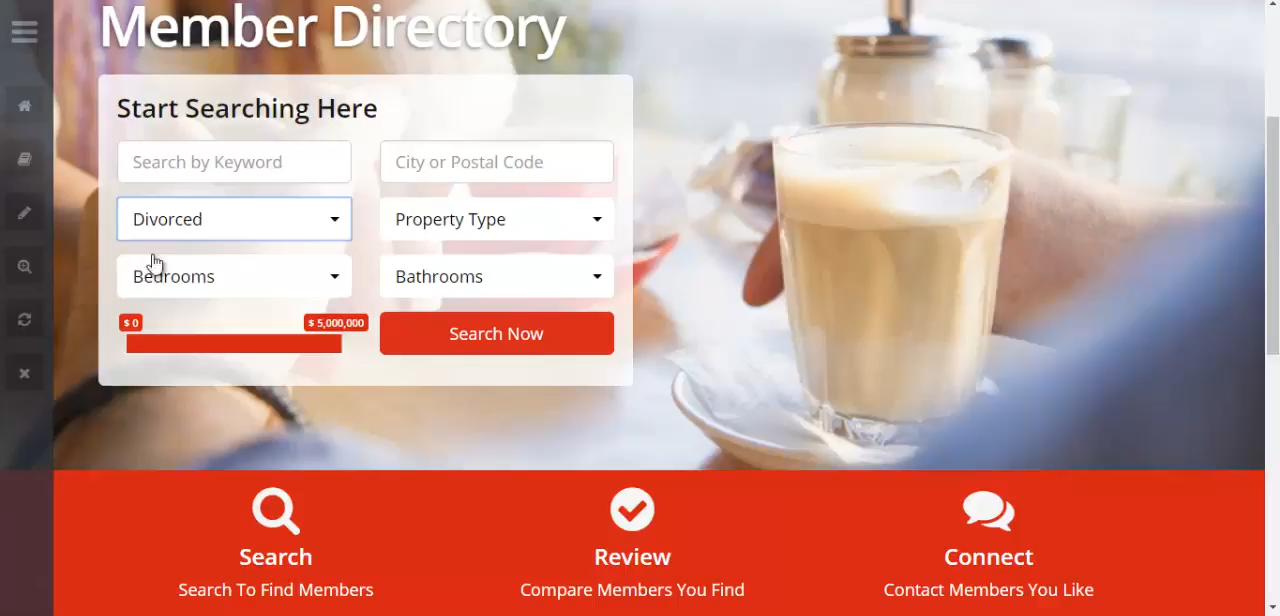 Member Directory
Start Searching Here
Search by Keyword
City or Postal Code
Divorced
Property Type
Bedrooms
Bathrooms
$ 0
$ 5,000,000
Search Now
Search
Review
Connect
Search To Find Members
Compare Members You Find
Contact Members You Like